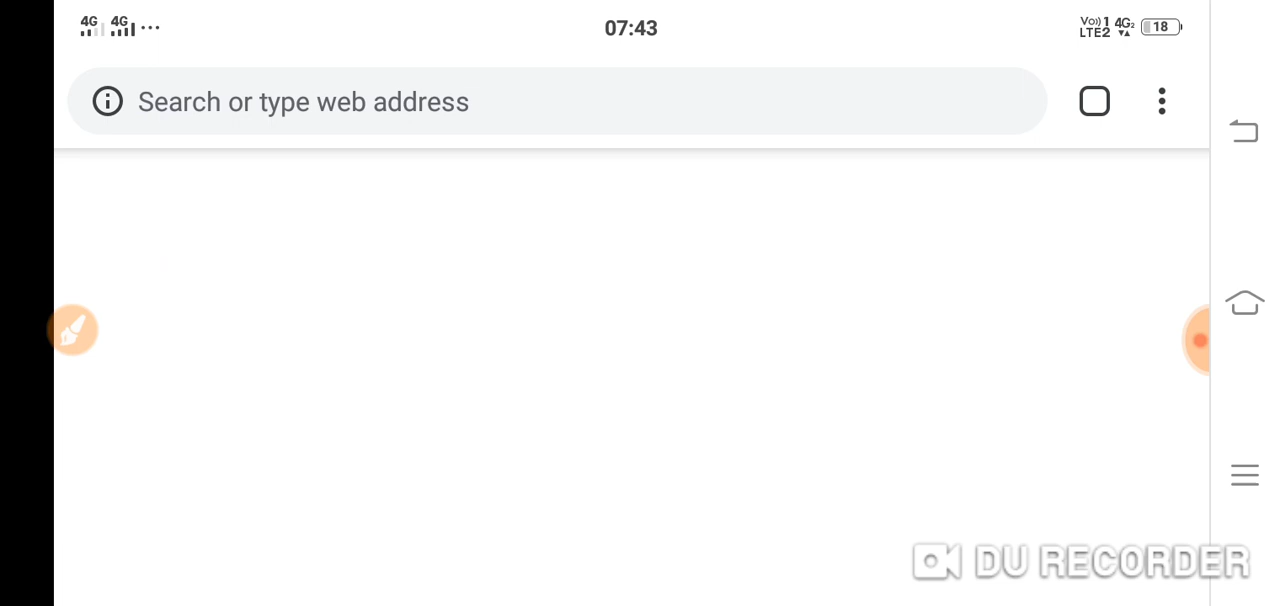 4G 4G ...
07:43
Vo)) 1 4G2
LTE2
18
Search or type web address
DU RECORDER